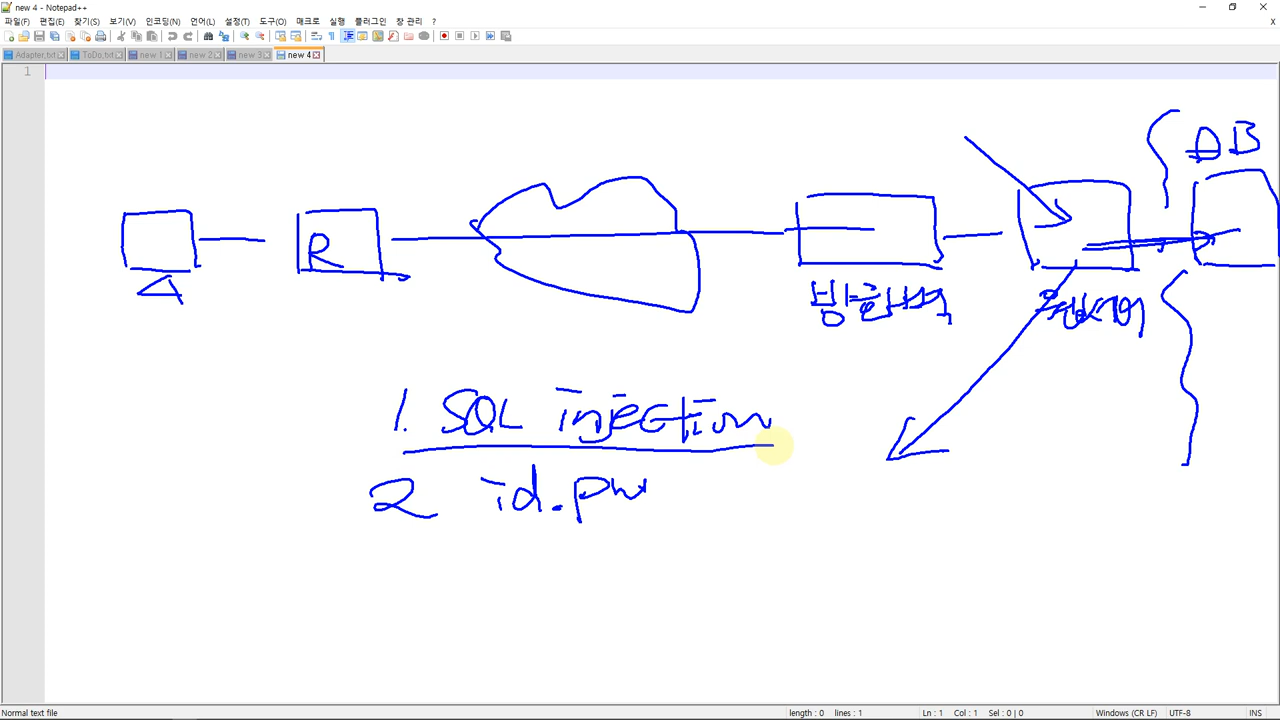 new 4 - Notepad++
파일(F) 편집(E) 찾기(S) 보기(V) 인코딩(N) 언어(L) 설정(T) 도구(O) 매크로 실행 플러그인 창 관리 ?
Adapter.txt ToDo.txt new 1 new 2 new 3 new 4
1
DB
R
방화벽
1. SQL injection
2 id.pw
Normal text file length : 0 lines : 1 Ln : 1 Col : 1 Sel : 0 | 0 Windows (CR LF) UTF-8 INS